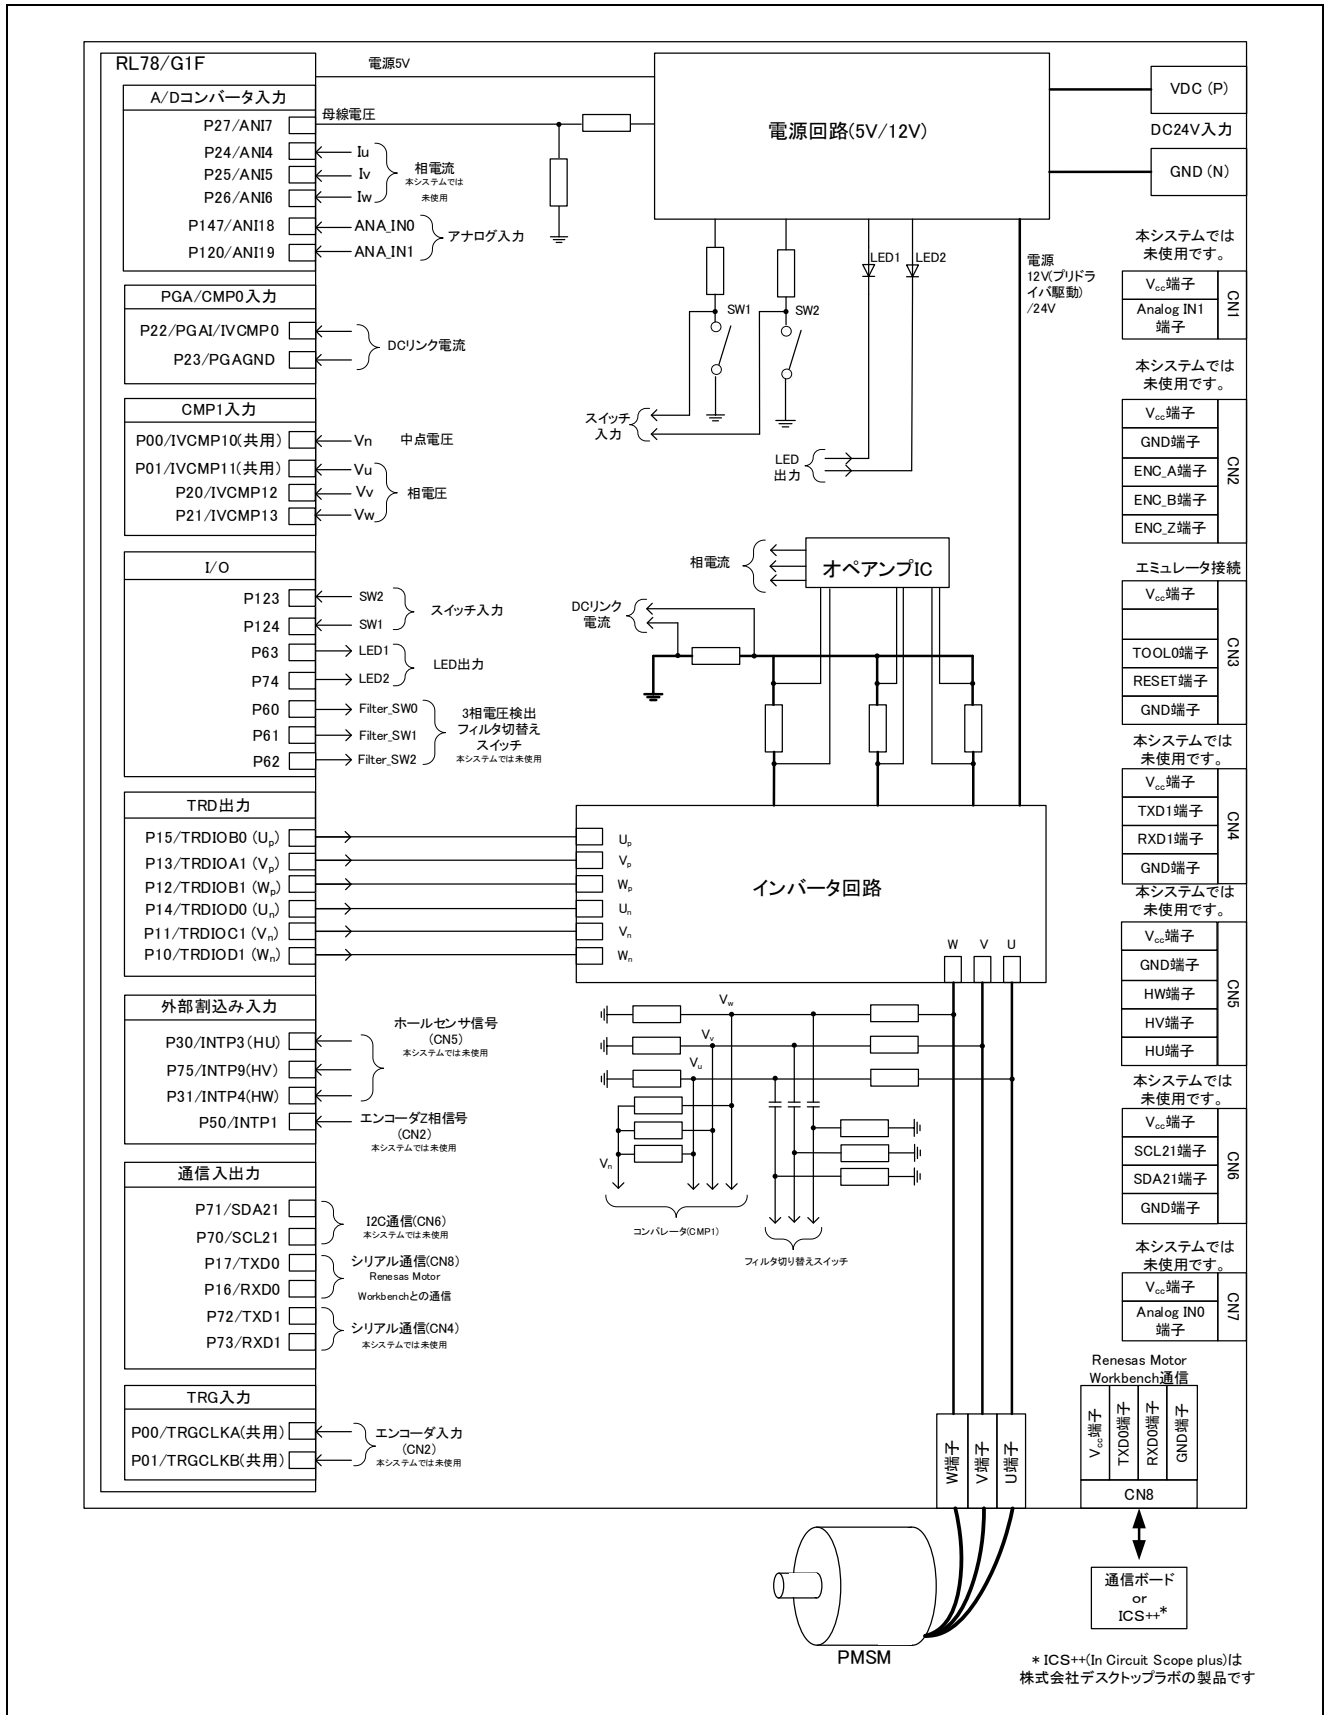 RL78/G1F
電源5V
A/Dコンバータ入力
P27/ANI7
母線電圧
P24/ANI4
Iu
P25/ANI5
Iv
P26/ANI6
Iw
相電流
本システムでは
未使用
P147/ANI18
ANA_IN0
P120/ANI19
ANA_IN1
アナログ入力
PGA/CMP0入力
P22/PGAI/IVCMP0
P23/PGAGND
DCリンク電流
CMP1入力
P00/IVCMP10(共用)
Vn
中点電圧
P01/IVCMP11(共用)
Vu
P20/IVCMP12
Vv
P21/IVCMP13
Vw
相電圧
I/O
P123
SW2
P124
SW1
スイッチ入力
P63
LED1
P74
LED2
LED出力
P60
Filter_SW0
P61
Filter_SW1
P62
Filter_SW2
3相電圧検出
フィルタ切替え
スイッチ
本システムでは未使用
TRD出力
P15/TRDIOB0 (Up)
P13/TRDIOA1 (Vp)
P12/TRDIOB1 (Wp)
P14/TRDIOD0 (Un)
P11/TRDIOC1 (Vn)
P10/TRDIOD1 (Wn)
外部割込み入力
P30/INTP3(HU)
P75/INTP9(HV)
P31/INTP4(HW)
ホールセンサ信号
(CN5)
本システムでは未使用
P50/INTP1
エンコーダZ相信号
(CN2)
本システムでは未使用
通信入出力
P71/SDA21
P70/SCL21
I2C通信(CN6)
本システムでは未使用
P17/TXD0
P16/RXD0
シリアル通信(CN8)
Renesas Motor
Workbenchとの通信
P72/TXD1
P73/RXD1
シリアル通信(CN4)
本システムでは未使用
TRG入力
P00/TRGCLKA(共用)
P01/TRGCLKB(共用)
エンコーダ入力
(CN2)
本システムでは未使用
電源回路(5V/12V)
SW1
SW2
LED1
LED2
電源
12V(プリドラ
イバ駆動)
/24V
スイッチ
入力
LED
出力
相電流
オペアンプIC
DCリンク
電流
インバータ回路
Up
Vp
Wp
Un
Vn
Wn
W
V
U
Vw
Vv
Vu
Vn
コンパレータ(CMP1)
フィルタ切り替えスイッチ
W端子
V端子
U端子
PMSM
VDC (P)
DC24V入力
GND (N)
本システムでは
未使用です。
Vcc端子
Analog IN1
端子
CN1
本システムでは
未使用です。
Vcc端子
GND端子
ENC_A端子
ENC_B端子
ENC_Z端子
CN2
エミュレータ接続
Vcc端子
TOOL0端子
RESET端子
GND端子
CN3
本システムでは
未使用です。
Vcc端子
TXD1端子
RXD1端子
GND端子
CN4
本システムでは
未使用です。
Vcc端子
GND端子
HW端子
HV端子
HU端子
CN5
本システムでは
未使用です。
Vcc端子
SCL21端子
SDA21端子
GND端子
CN6
本システムでは
未使用です。
Vcc端子
Analog IN0
端子
CN7
Renesas Motor
Workbench通信
Vcc端子
TXD0端子
RXD0端子
GND端子
CN8
通信ボード
or
ICS++*
* ICS++(In Circuit Scope plus)は
株式会社デスクトップラボの製品です